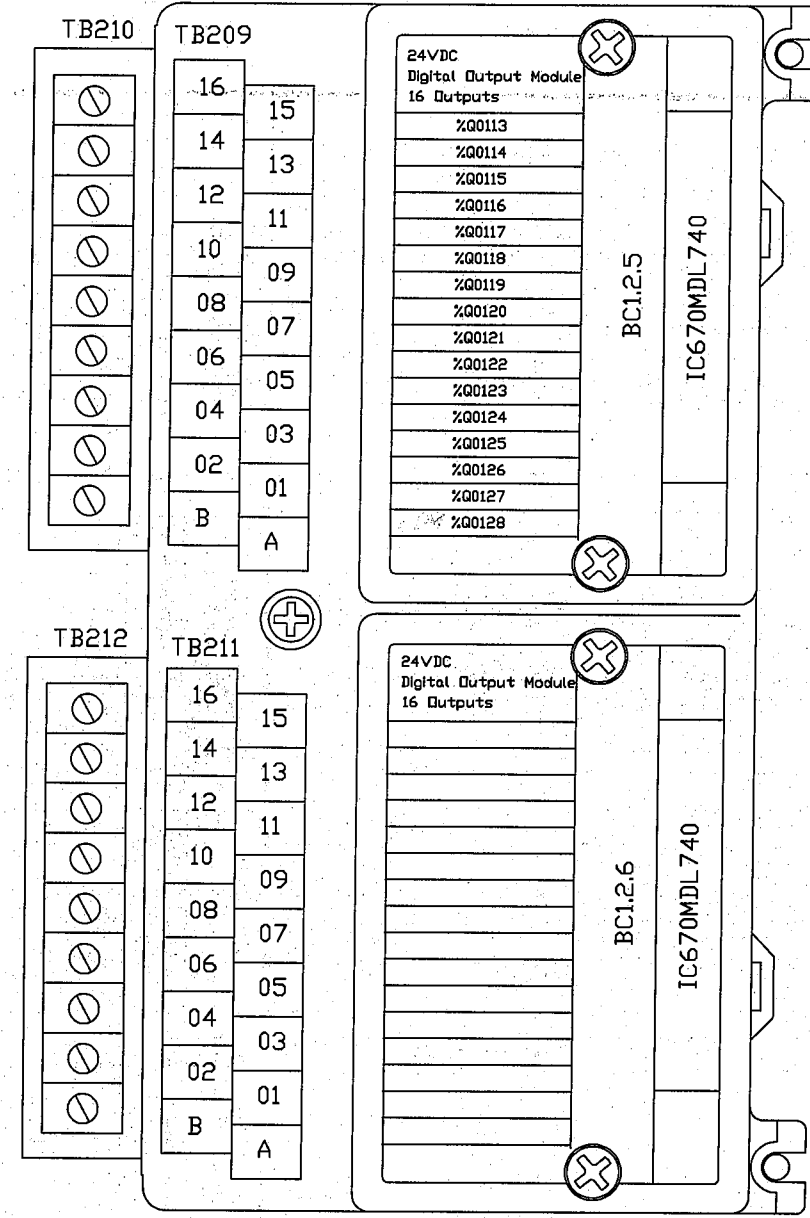 TB210
TB209
16
15
14
13
12
11
10
09
08
07
06
05
04
03
02
01
B
A
24VDC
Digital Output Module
16 Outputs
%Q0113
%Q0114
%Q0115
%Q0116
%Q0117
%Q0118
%Q0119
%Q0120
%Q0121
%Q0122
%Q0123
%Q0124
%Q0125
%Q0126
%Q0127
%Q0128
BC1.2.5
IC670MDL740
TB212
TB211
16
15
14
13
12
11
10
09
08
07
06
05
04
03
02
01
B
A
24VDC
Digital Output Module
16 Outputs
BC1.2.6
IC670MDL740